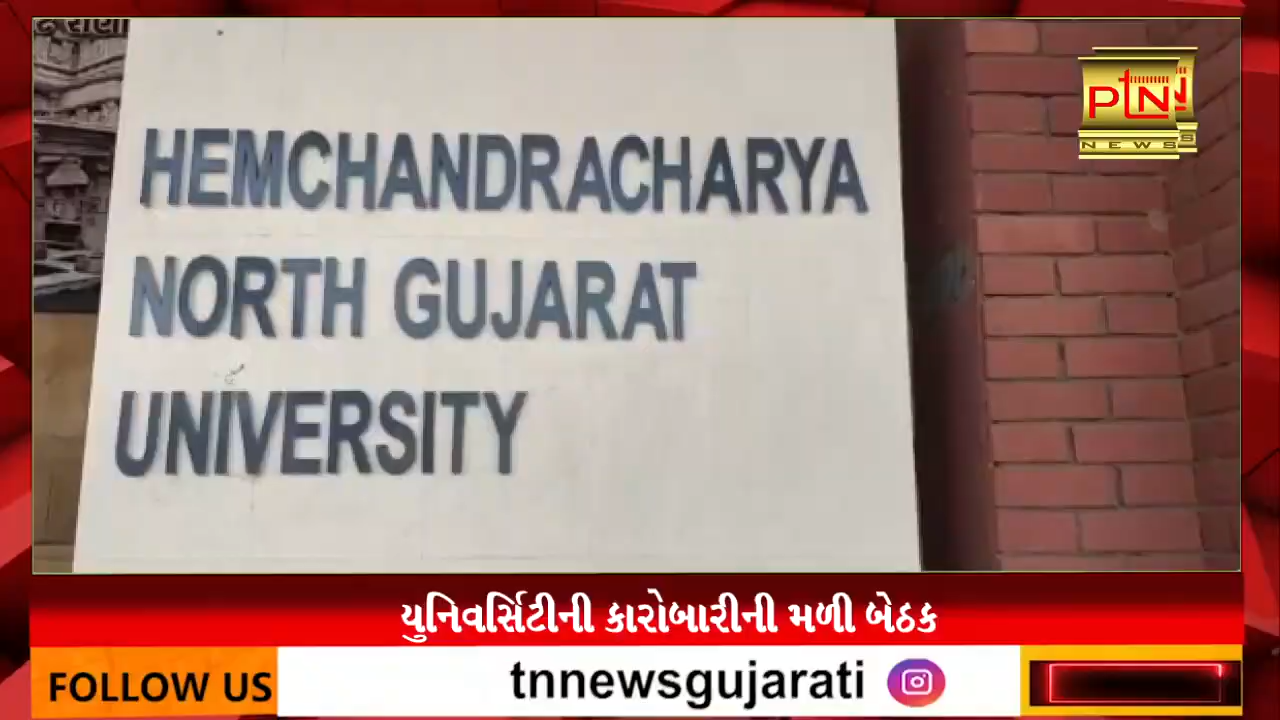 HEMCHANDRACHARYA
NORTH GUJARAT
UNIVERSITY
PTN
NEWS
યુનિવર્સિટીની કારોબારીની મળી બેઠક
FOLLOW US
tnnewsgujarati